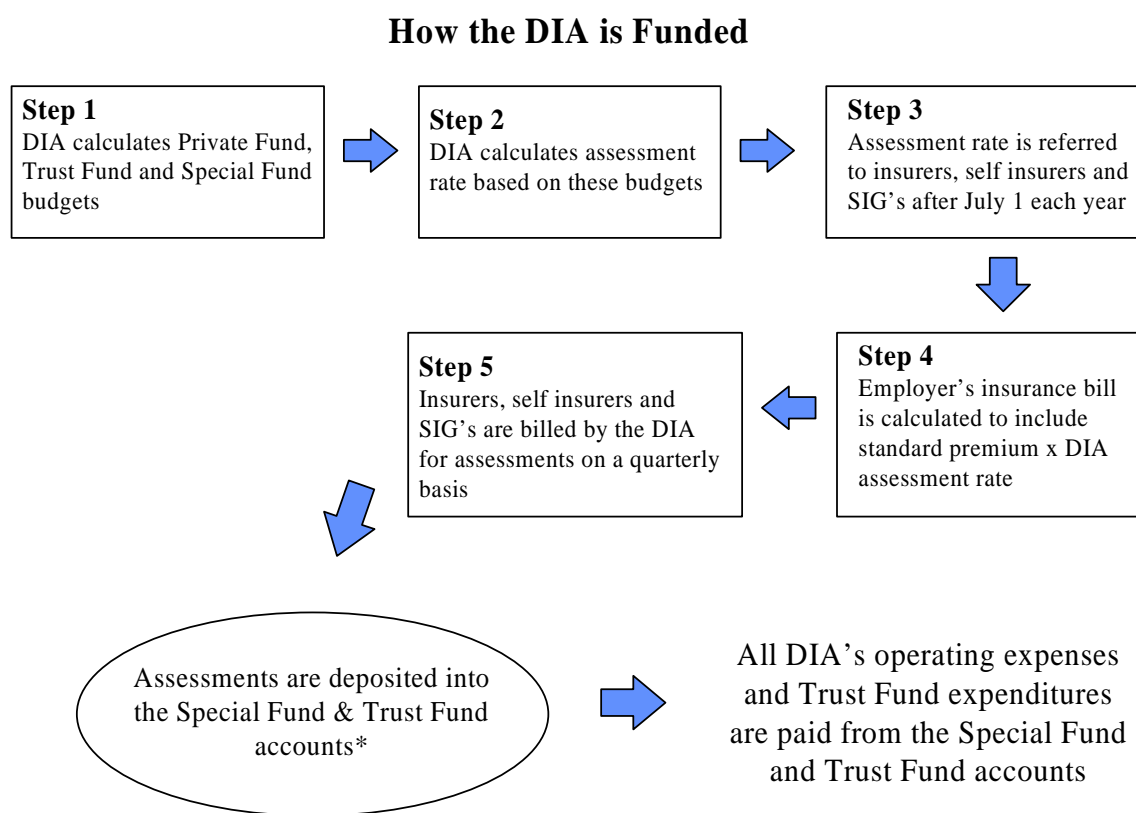 How the DIA is Funded
Step 1
DIA calculates Private Fund,
Trust Fund and Special Fund
budgets
Step 2
DIA calculates assessment
rate based on these budgets
Step 3
Assessment rate is referred
to insurers, self insurers and
SIG’s after July 1 each year
Step 4
Employer’s insurance bill
is calculated to include
standard premium x DIA
assessment rate
Step 5
Insurers, self insurers and
SIG’s are billed by the DIA
for assessments on a quarterly
basis
Assessments are deposited into
the Special Fund & Trust Fund
accounts*
All DIA’s operating expenses
and Trust Fund expenditures
are paid from the Special Fund
and Trust Fund accounts